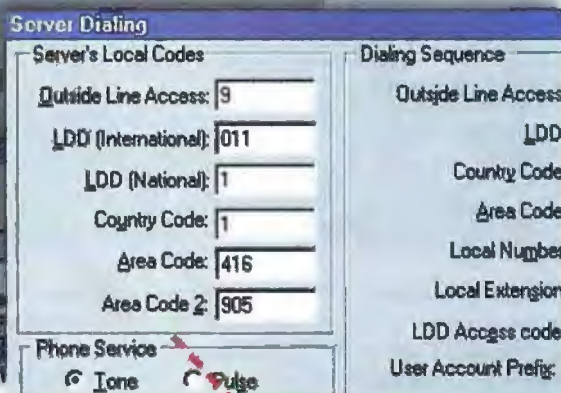 Server Dialing
Server's Local Codes
Outside Line Access: 9
LDD (International): 011
LDD (National): 1
Country Code: 1
Area Code: 416
Area Code 2: 905
Phone Service
Tone Pulse
Dialing Sequence
Outside Line Access
LDD
Country Code
Area Code
Local Number
Local Extension
LDD Access code
User Account Prefix: